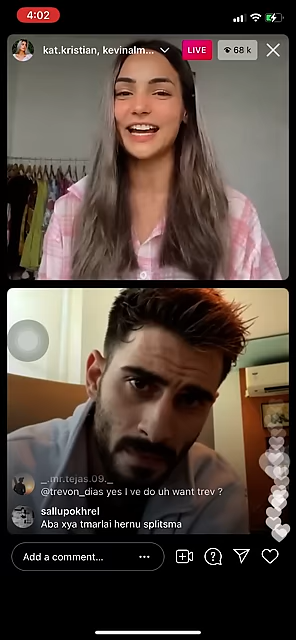 4:02
kat.kristian, kevinalm...
LIVE
68 k
_.mr.tejas.09._
@trevon_dias yes I ve do uh want trev ?
sallupokhrel
Aba xya tmarlai hernu splitsma
Add a comment...